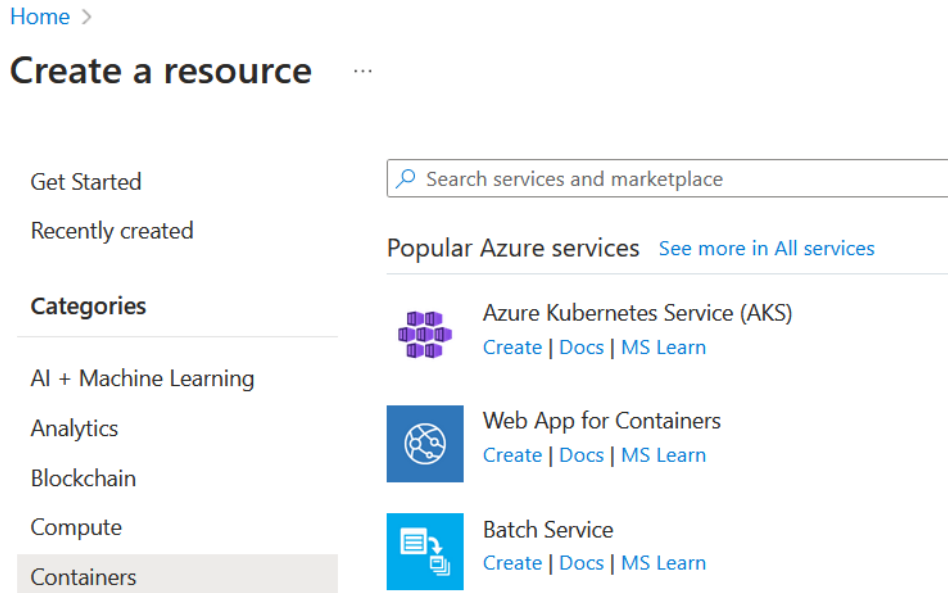 Home >
Create a resource ...
Get Started
Recently created
Categories
AI + Machine Learning
Analytics
Blockchain
Compute
Containers
Search services and marketplace
Popular Azure services See more in All services
Azure Kubernetes Service (AKS)
Create | Docs | MS Learn
Web App for Containers
Create | Docs | MS Learn
Batch Service
Create | Docs | MS Learn